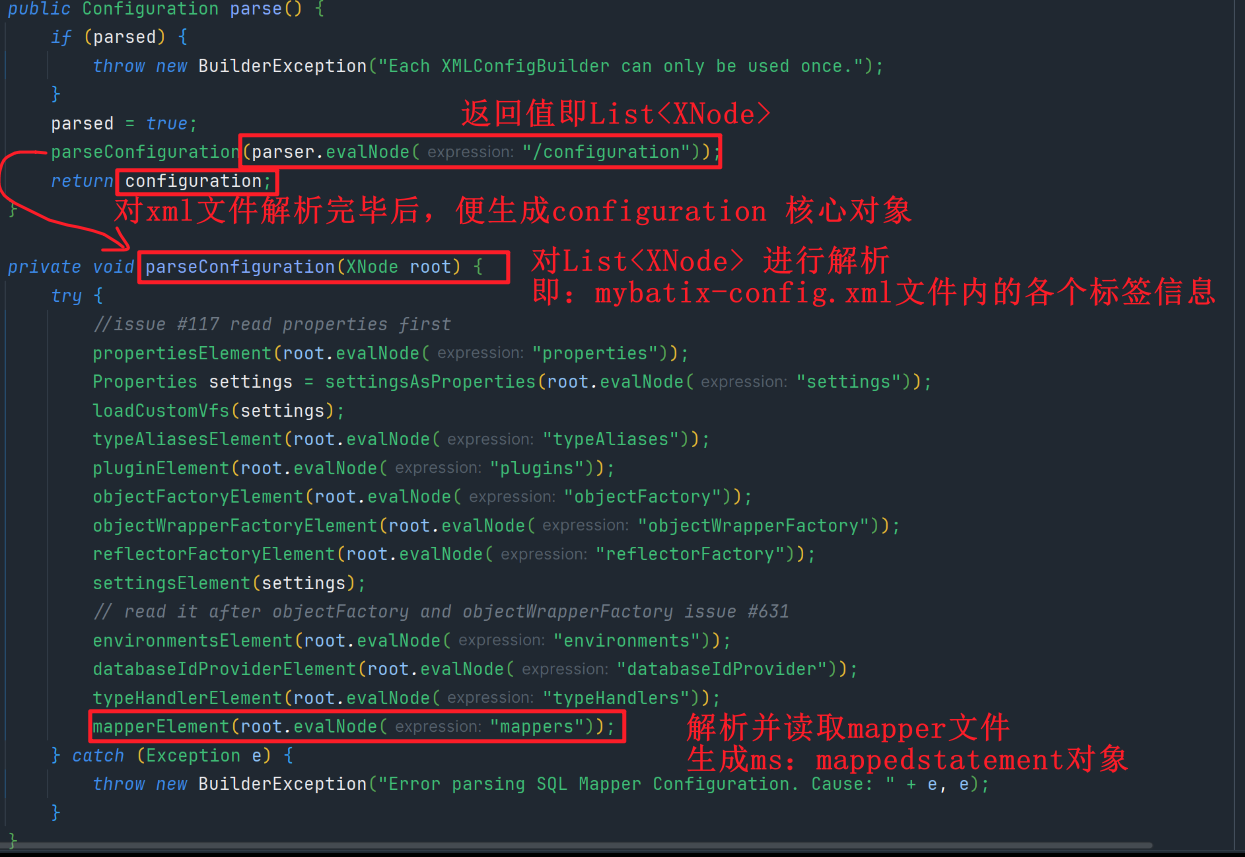 public Configuration parse() {
if (parsed) {
throw new BuilderException("Each XMLConfigBuilder can only be used once.");
}
返回值即List<XNode>
parsed = true;
parseConfiguration(parser.evalNode( expression: "/configuration"));
return configuration;
对xml文件解析完毕后，便生成configuration 核心对象
}
private void parseConfiguration(XNode root) {
对List<XNode> 进行解析
即：mybatix-config.xml文件内的各个标签信息
try {
//issue #117 read properties first
propertiesElement(root.evalNode( expression: "properties"));
Properties settings = settingsAsProperties(root.evalNode( expression: "settings"));
loadCustomVfs(settings);
typeAliasesElement(root.evalNode( expression: "typeAliases"));
pluginElement(root.evalNode( expression: "plugins"));
objectFactoryElement(root.evalNode( expression: "objectFactory"));
objectWrapperFactoryElement(root.evalNode( expression: "objectWrapperFactory"));
reflectorFactoryElement(root.evalNode( expression: "reflectorFactory"));
settingsElement(settings);
// read it after objectFactory and objectWrapperFactory issue #631
environmentsElement(root.evalNode( expression: "environments"));
databaseIdProviderElement(root.evalNode( expression: "databaseIdProvider"));
typeHandlerElement(root.evalNode( expression: "typeHandlers"));
mapperElement(root.evalNode( expression: "mappers"));
解析并读取mapper文件
生成ms：mappedstatement对象
} catch (Exception e) {
throw new BuilderException("Error parsing SQL Mapper Configuration. Cause: " + e, e);
}
}